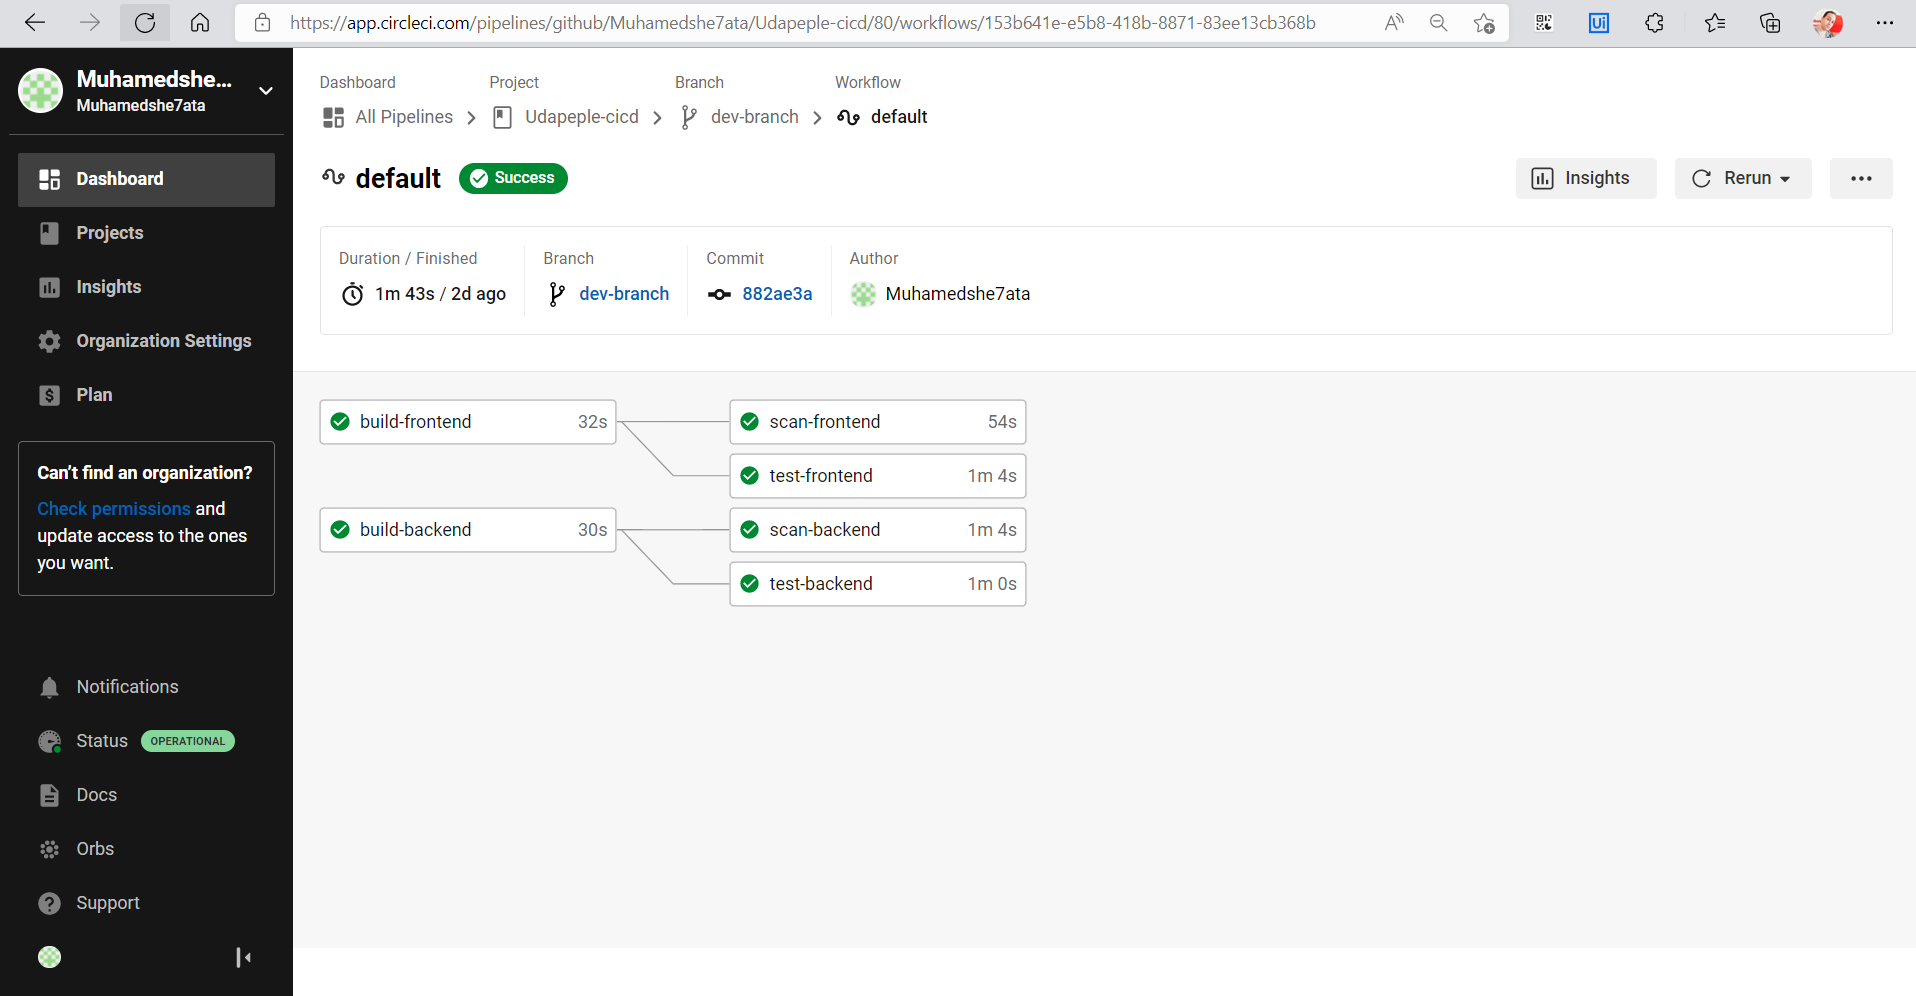 https://app.circleci.com/pipelines/github/Muhamedshe7ata/Udapeple-cicd/80/workflows/153b641e-e5b8-418b-8871-83ee13cb368b
Ui
Muhamedshe...
Muhamedshe7ata
Dashboard
Projects
Insights
Organization Settings
Plan
Can't find an organization?
Check permissions and
update access to the ones
you want.
Notifications
Status OPERATIONAL
Docs
Orbs
Support
Dashboard Project Branch Workflow
All Pipelines Udapeple-cicd dev-branch default
default Success
Insights Rerun
Duration / Finished Branch Commit Author
1m 43s / 2d ago dev-branch 882ae3a Muhamedshe7ata
build-frontend 32s scan-frontend 54s
test-frontend 1m 4s
build-backend 30s scan-backend 1m 4s
test-backend 1m 0s